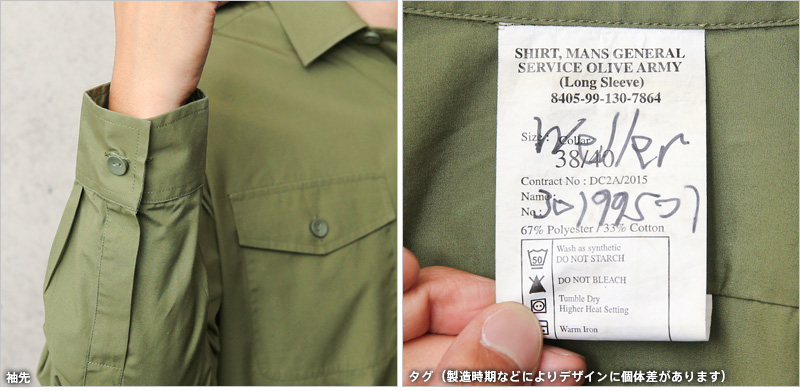 SHIRT, MANS GENERAL
SERVICE OLIVE ARMY
(Long Sleeve)
8405-99-130-7864
Size: Collar
Weller
38/40
Contract No : DC2A/2015
Name:
No.: 30199507
67% Polyester / 33% Cotton
50
Wash as synthetic
DO NOT STARCH
DO NOT BLEACH
Tumble Dry
Higher Heat Setting
Warm Iron
袖先
タグ（製造時期などによりデザインに個体差があります）